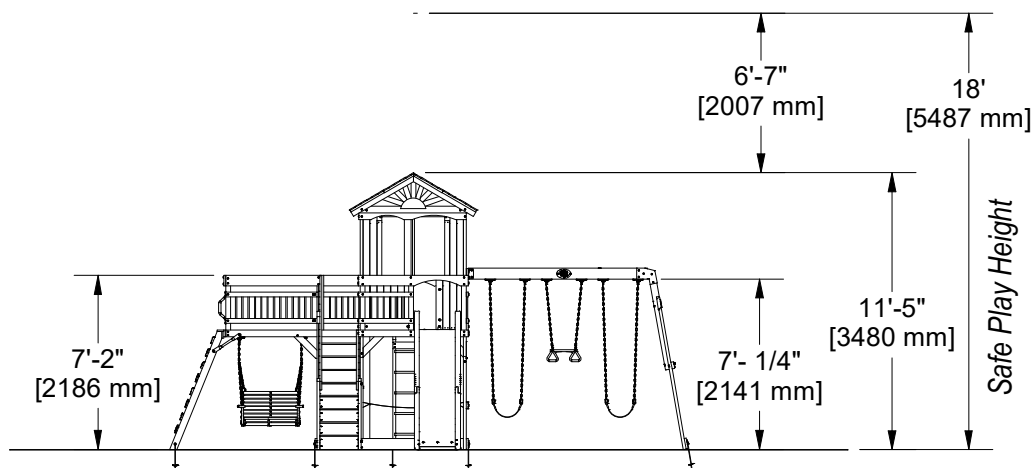 6'-7"
[2007 mm]
18'
[5487 mm]
Safe Play Height
11'-5"
[3480 mm]
7'-2"
[2186 mm]
7'- 1/4"
[2141 mm]